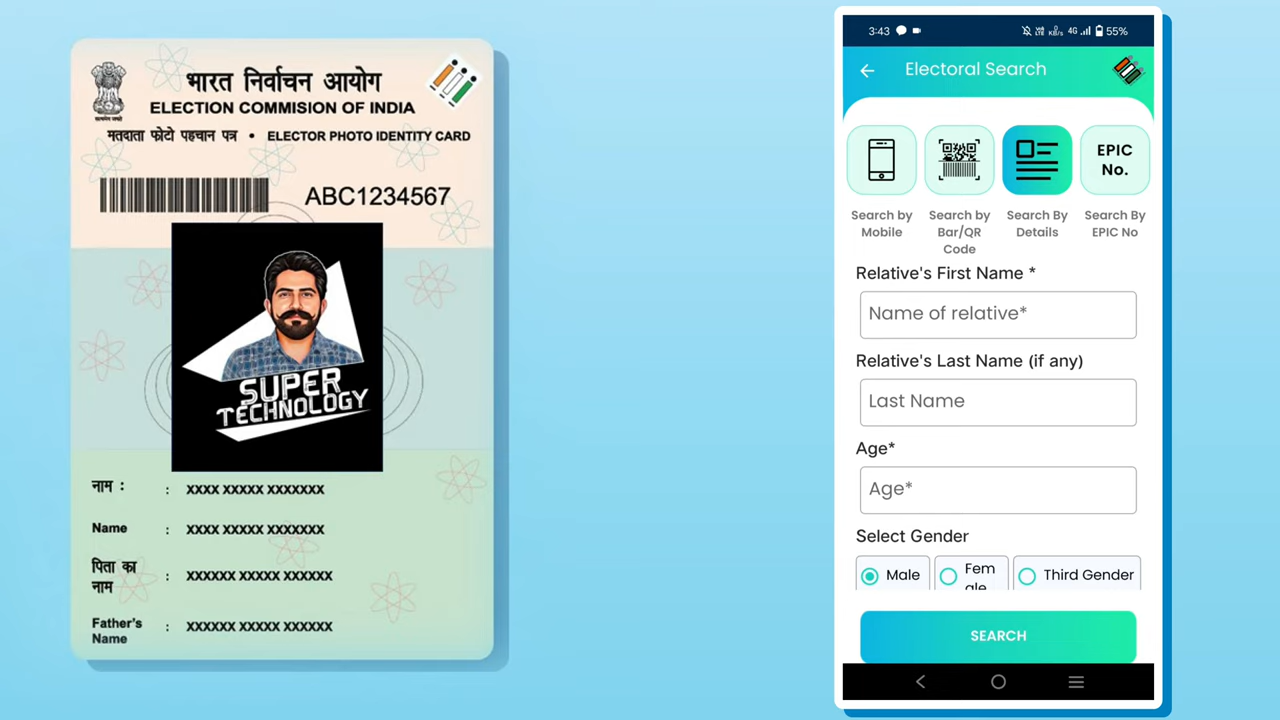 भारत निर्वाचन आयोग
ELECTION COMMISION OF INDIA
मतदाता फोटो पहचान पत्र • ELECTOR PHOTO IDENTITY CARD
ABC1234567
SUPER
TECHNOLOGY
नाम : : XXXX XXXXX XXXXXXX
Name : XXXX XXXXX XXXXXXX
पिता का
नाम : XXXXXX XXXXX XXXXXX
Father's
Name : XXXXXX XXXXX XXXXXX
3:43 4G 55%
Electoral Search
EPIC
No.
Search by
Mobile
Search by
Bar/QR
Code
Search By
Details
Search By
EPIC No
Relative's First Name *
Name of relative*
Relative's Last Name (if any)
Last Name
Age*
Age*
Select Gender
Male
Fem
ale
Third Gender
SEARCH